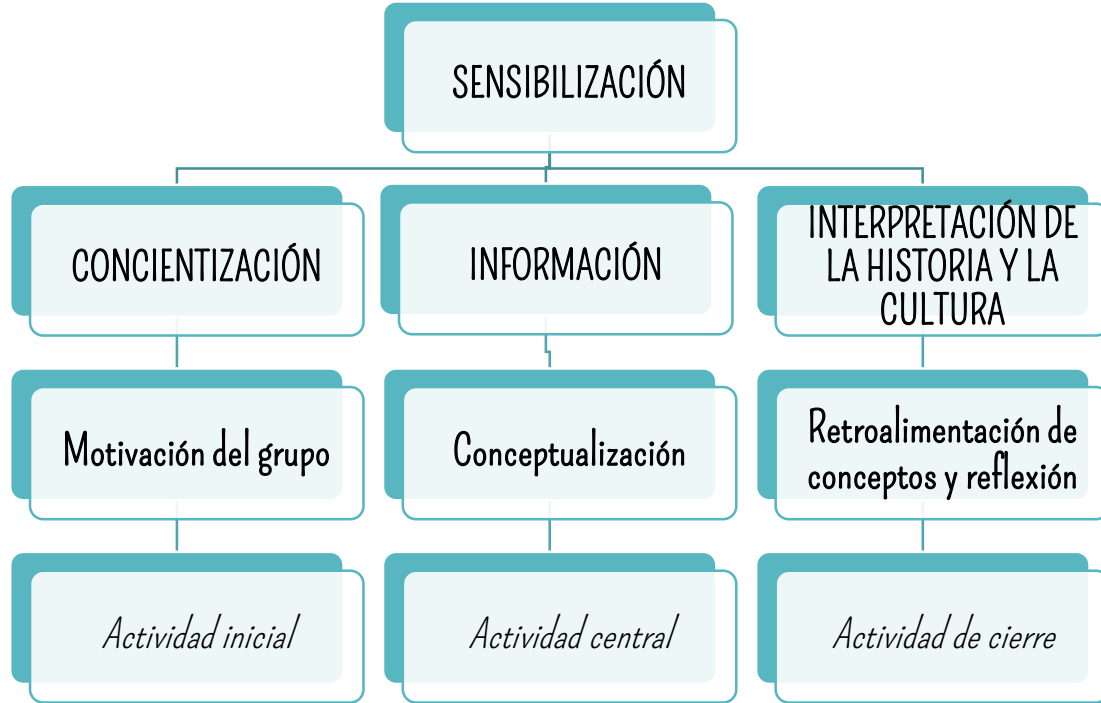 SENSIBILIZACIÓN
CONCIENTIZACIÓN
INFORMACIÓN
INTERPRETACIÓN DE
LA HISTORIA Y LA
CULTURA
Motivación del grupo
Conceptualización
Retroalimentación de
conceptos y reflexión
Actividad inicial
Actividad central
Actividad de cierre